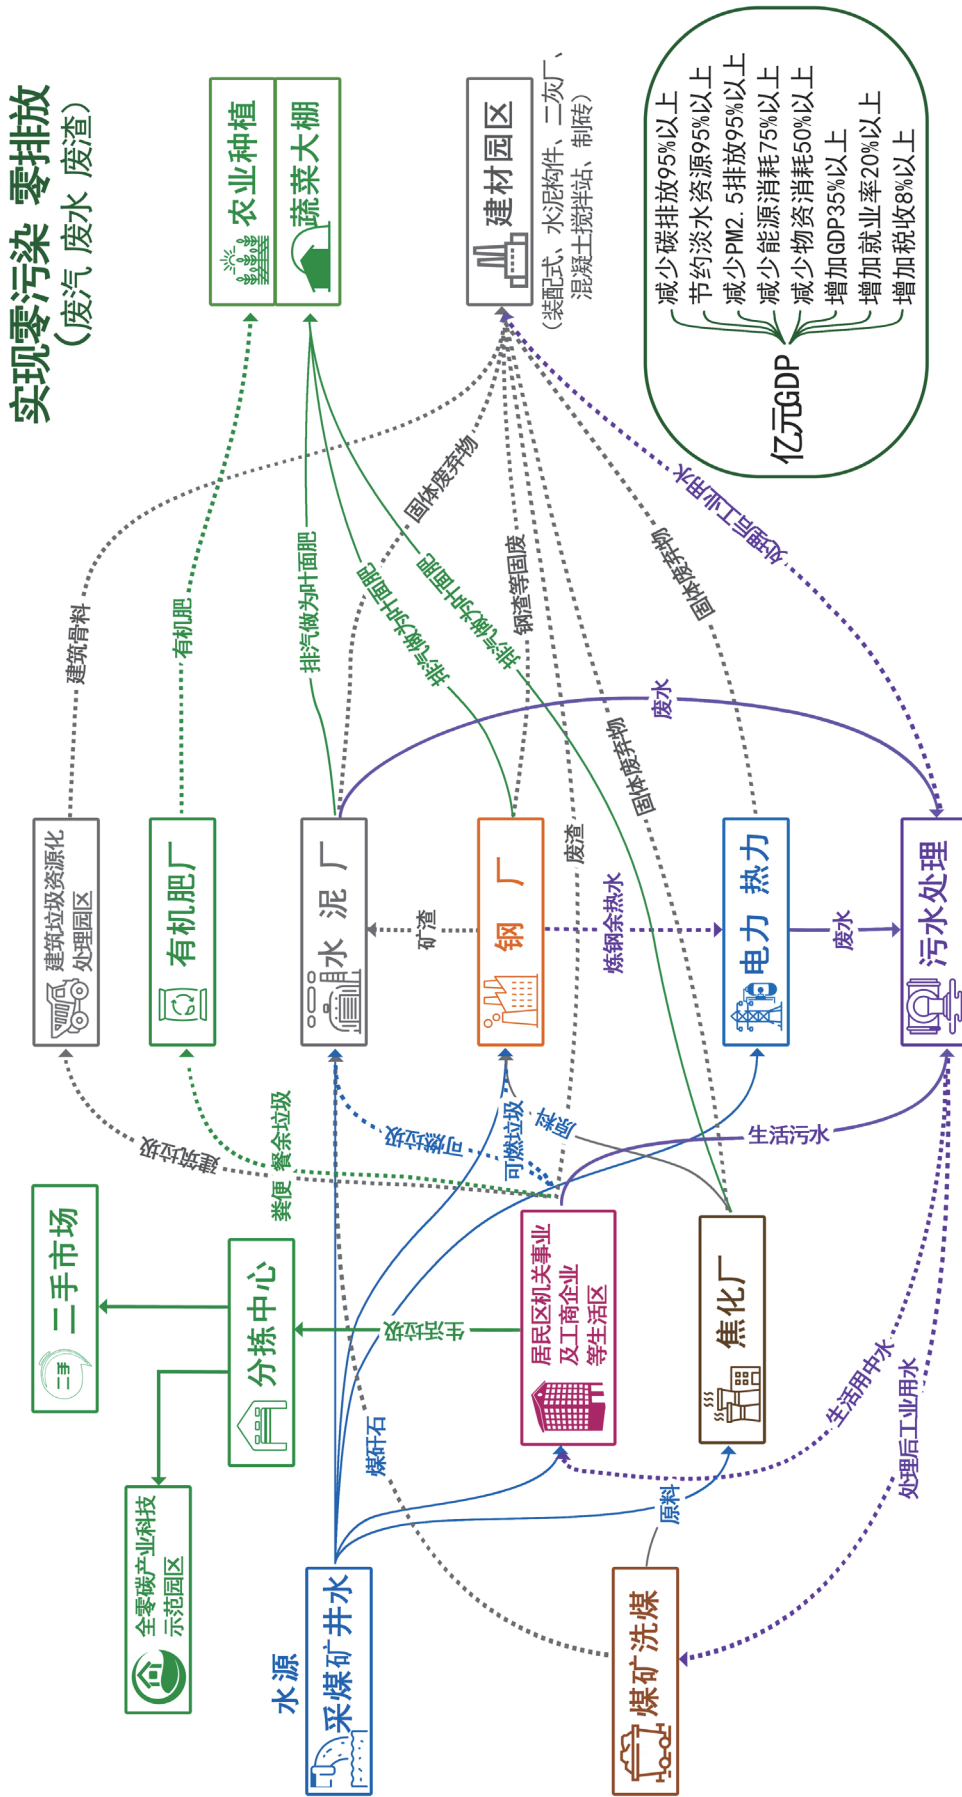 实现零污染 零排放
（废汽 废水 废渣）
二手市场
二手
全零碳产业科技
示范园区
分拣中心
水源
采煤矿井水
煤矿洗煤
居民区机关事业
及工商企业
等生活区
焦化厂
建筑垃圾资源化
处理园区
有机肥厂
水泥厂
钢厂
电力 热力
污水处理
农业种植
蔬菜大棚
建材园区
（装配式、水泥构件、二灰厂、
混凝土搅拌站、制砖）
建筑垃圾
粪便 餐余垃圾
可燃垃圾
可燃垃圾
原料
生活垃圾
煤矸石
原料
生活污水
生活用中水
处理后工业用水
建筑骨料
有机肥
排汽做为叶面肥
固体废弃物
排汽做为叶面肥
排汽做为叶面肥
钢渣等固废
废渣
固体废弃物
固体废弃物
矿渣
炼钢余热水
废水
废水
处理后工业用水
亿元GDP
减少碳排放95%以上
节约淡水资源95%以上
减少PM2.5排放95%以上
减少能源消耗75%以上
减少物资消耗50%以上
增加GDP35%以上
增加就业率20%以上
增加税收8%以上